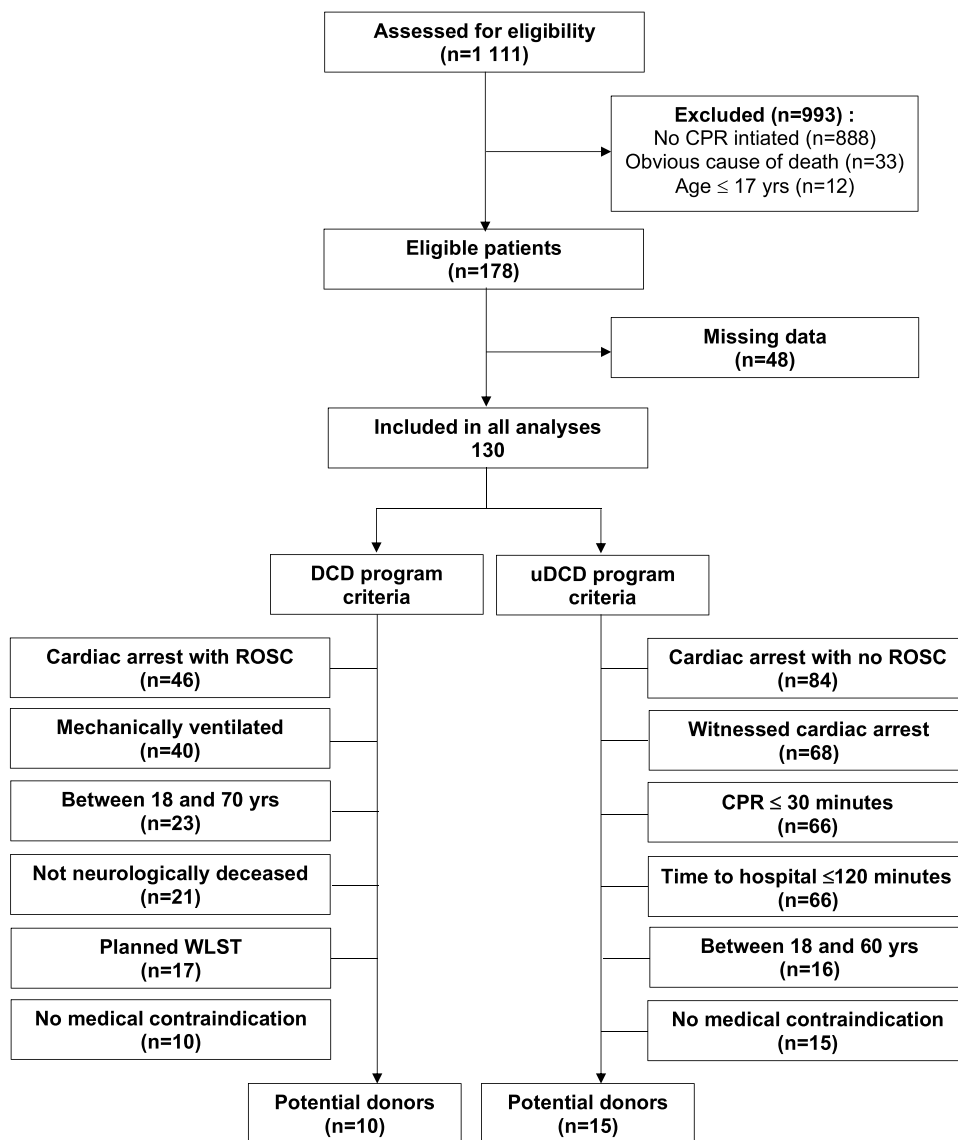 Assessed for eligibility
(n=1 111)
Excluded (n=993) :
No CPR intiated (n=888)
Obvious cause of death (n=33)
Age ≤ 17 yrs (n=12)
Eligible patients
(n=178)
Missing data
(n=48)
Included in all analyses
130
DCD program
criteria
uDCD program
criteria
Cardiac arrest with ROSC
(n=46)
Mechanically ventilated
(n=40)
Between 18 and 70 yrs
(n=23)
Not neurologically deceased
(n=21)
Planned WLST
(n=17)
No medical contraindication
(n=10)
Potential donors
(n=10)
Cardiac arrest with no ROSC
(n=84)
Witnessed cardiac arrest
(n=68)
CPR ≤ 30 minutes
(n=66)
Time to hospital ≤120 minutes
(n=66)
Between 18 and 60 yrs
(n=16)
No medical contraindication
(n=15)
Potential donors
(n=15)